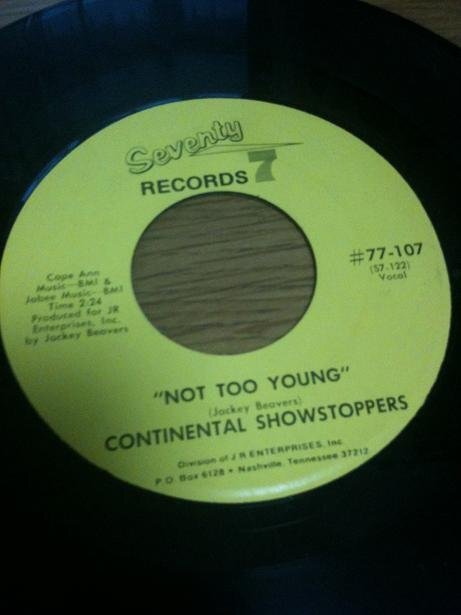 Seventy 7
RECORDS
Cape Ann
Music—BMI &
Jobee Music—BMI
Time 2:24
Produced for JR
Enterprises, Inc.
by Jackey Beavers
#77-107
(S7-122)
Vocal
"NOT TOO YOUNG"
(Jackey Beavers)
CONTINENTAL SHOWSTOPPERS
Division of J R ENTERPRISES, Inc.
P.O. Box 6128 • Nashville, Tennessee 37212